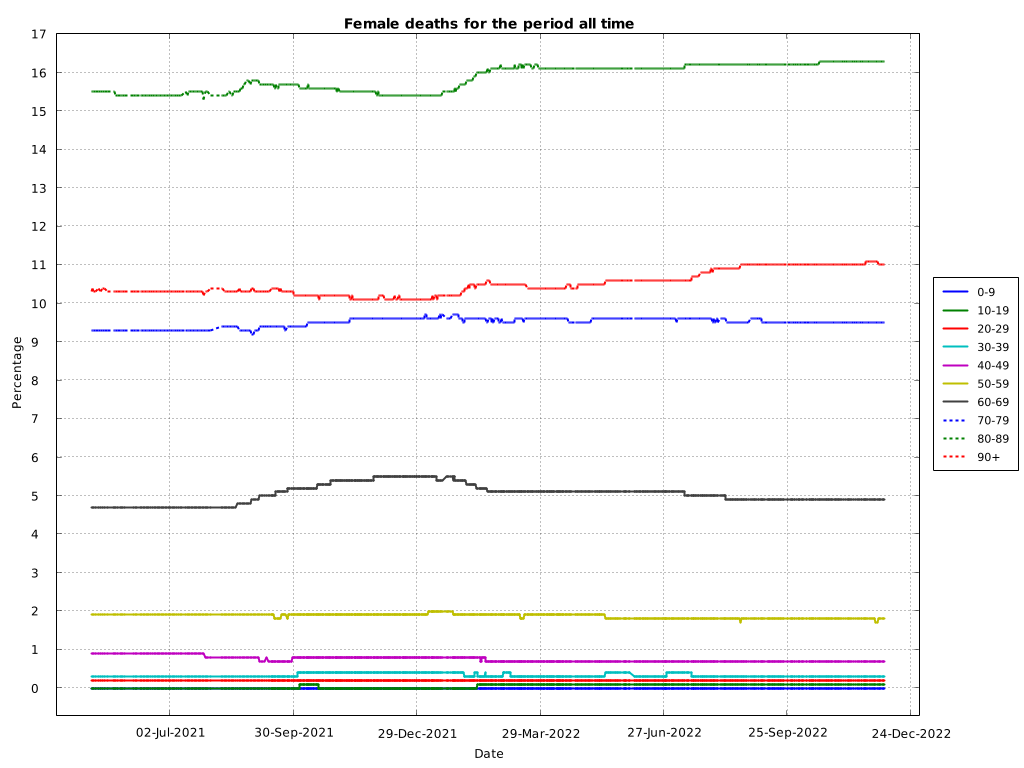 Female deaths for the period all time
17
16
15
14
13
12
11
10
9
8
7
6
5
4
3
2
1
0
Percentage
02-Jul-2021
30-Sep-2021
29-Dec-2021
29-Mar-2022
27-Jun-2022
25-Sep-2022
24-Dec-2022
Date
0-9
10-19
20-29
30-39
40-49
50-59
60-69
70-79
80-89
90+